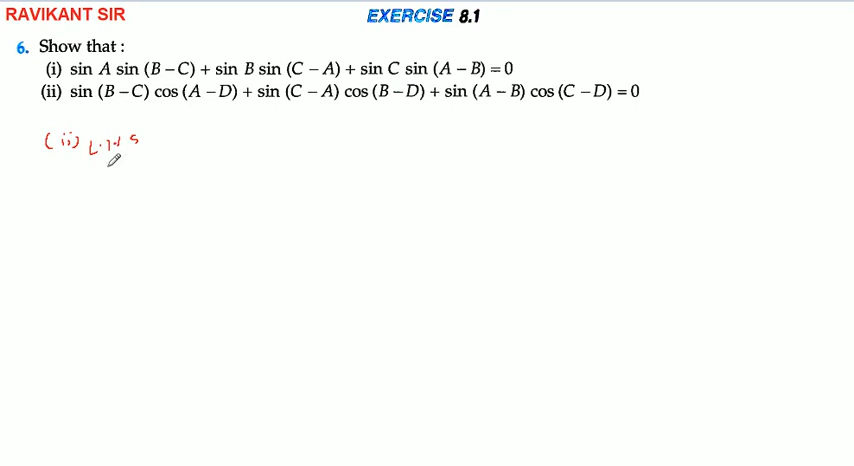 RAVIKANT SIR
EXERCISE 8.1
6. Show that :
(i) sin A sin (B – C) + sin B sin (C – A) + sin C sin (A – B) = 0
(ii) sin (B – C) cos (A – D) + sin (C – A) cos (B – D) + sin (A – B) cos (C – D) = 0
(ii) L.H.S